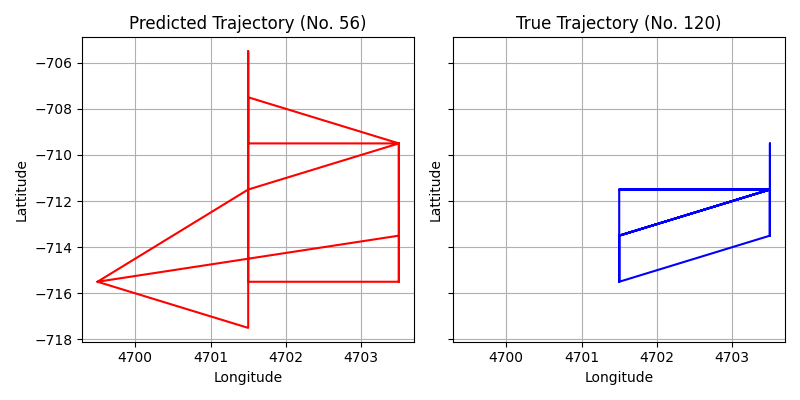 Predicted Trajectory (No. 56)
True Trajectory (No. 120)
Lattitude
−706
−708
−710
−712
−714
−716
−718
4700
4701
4702
4703
Longitude
Lattitude
4700
4701
4702
4703
Longitude